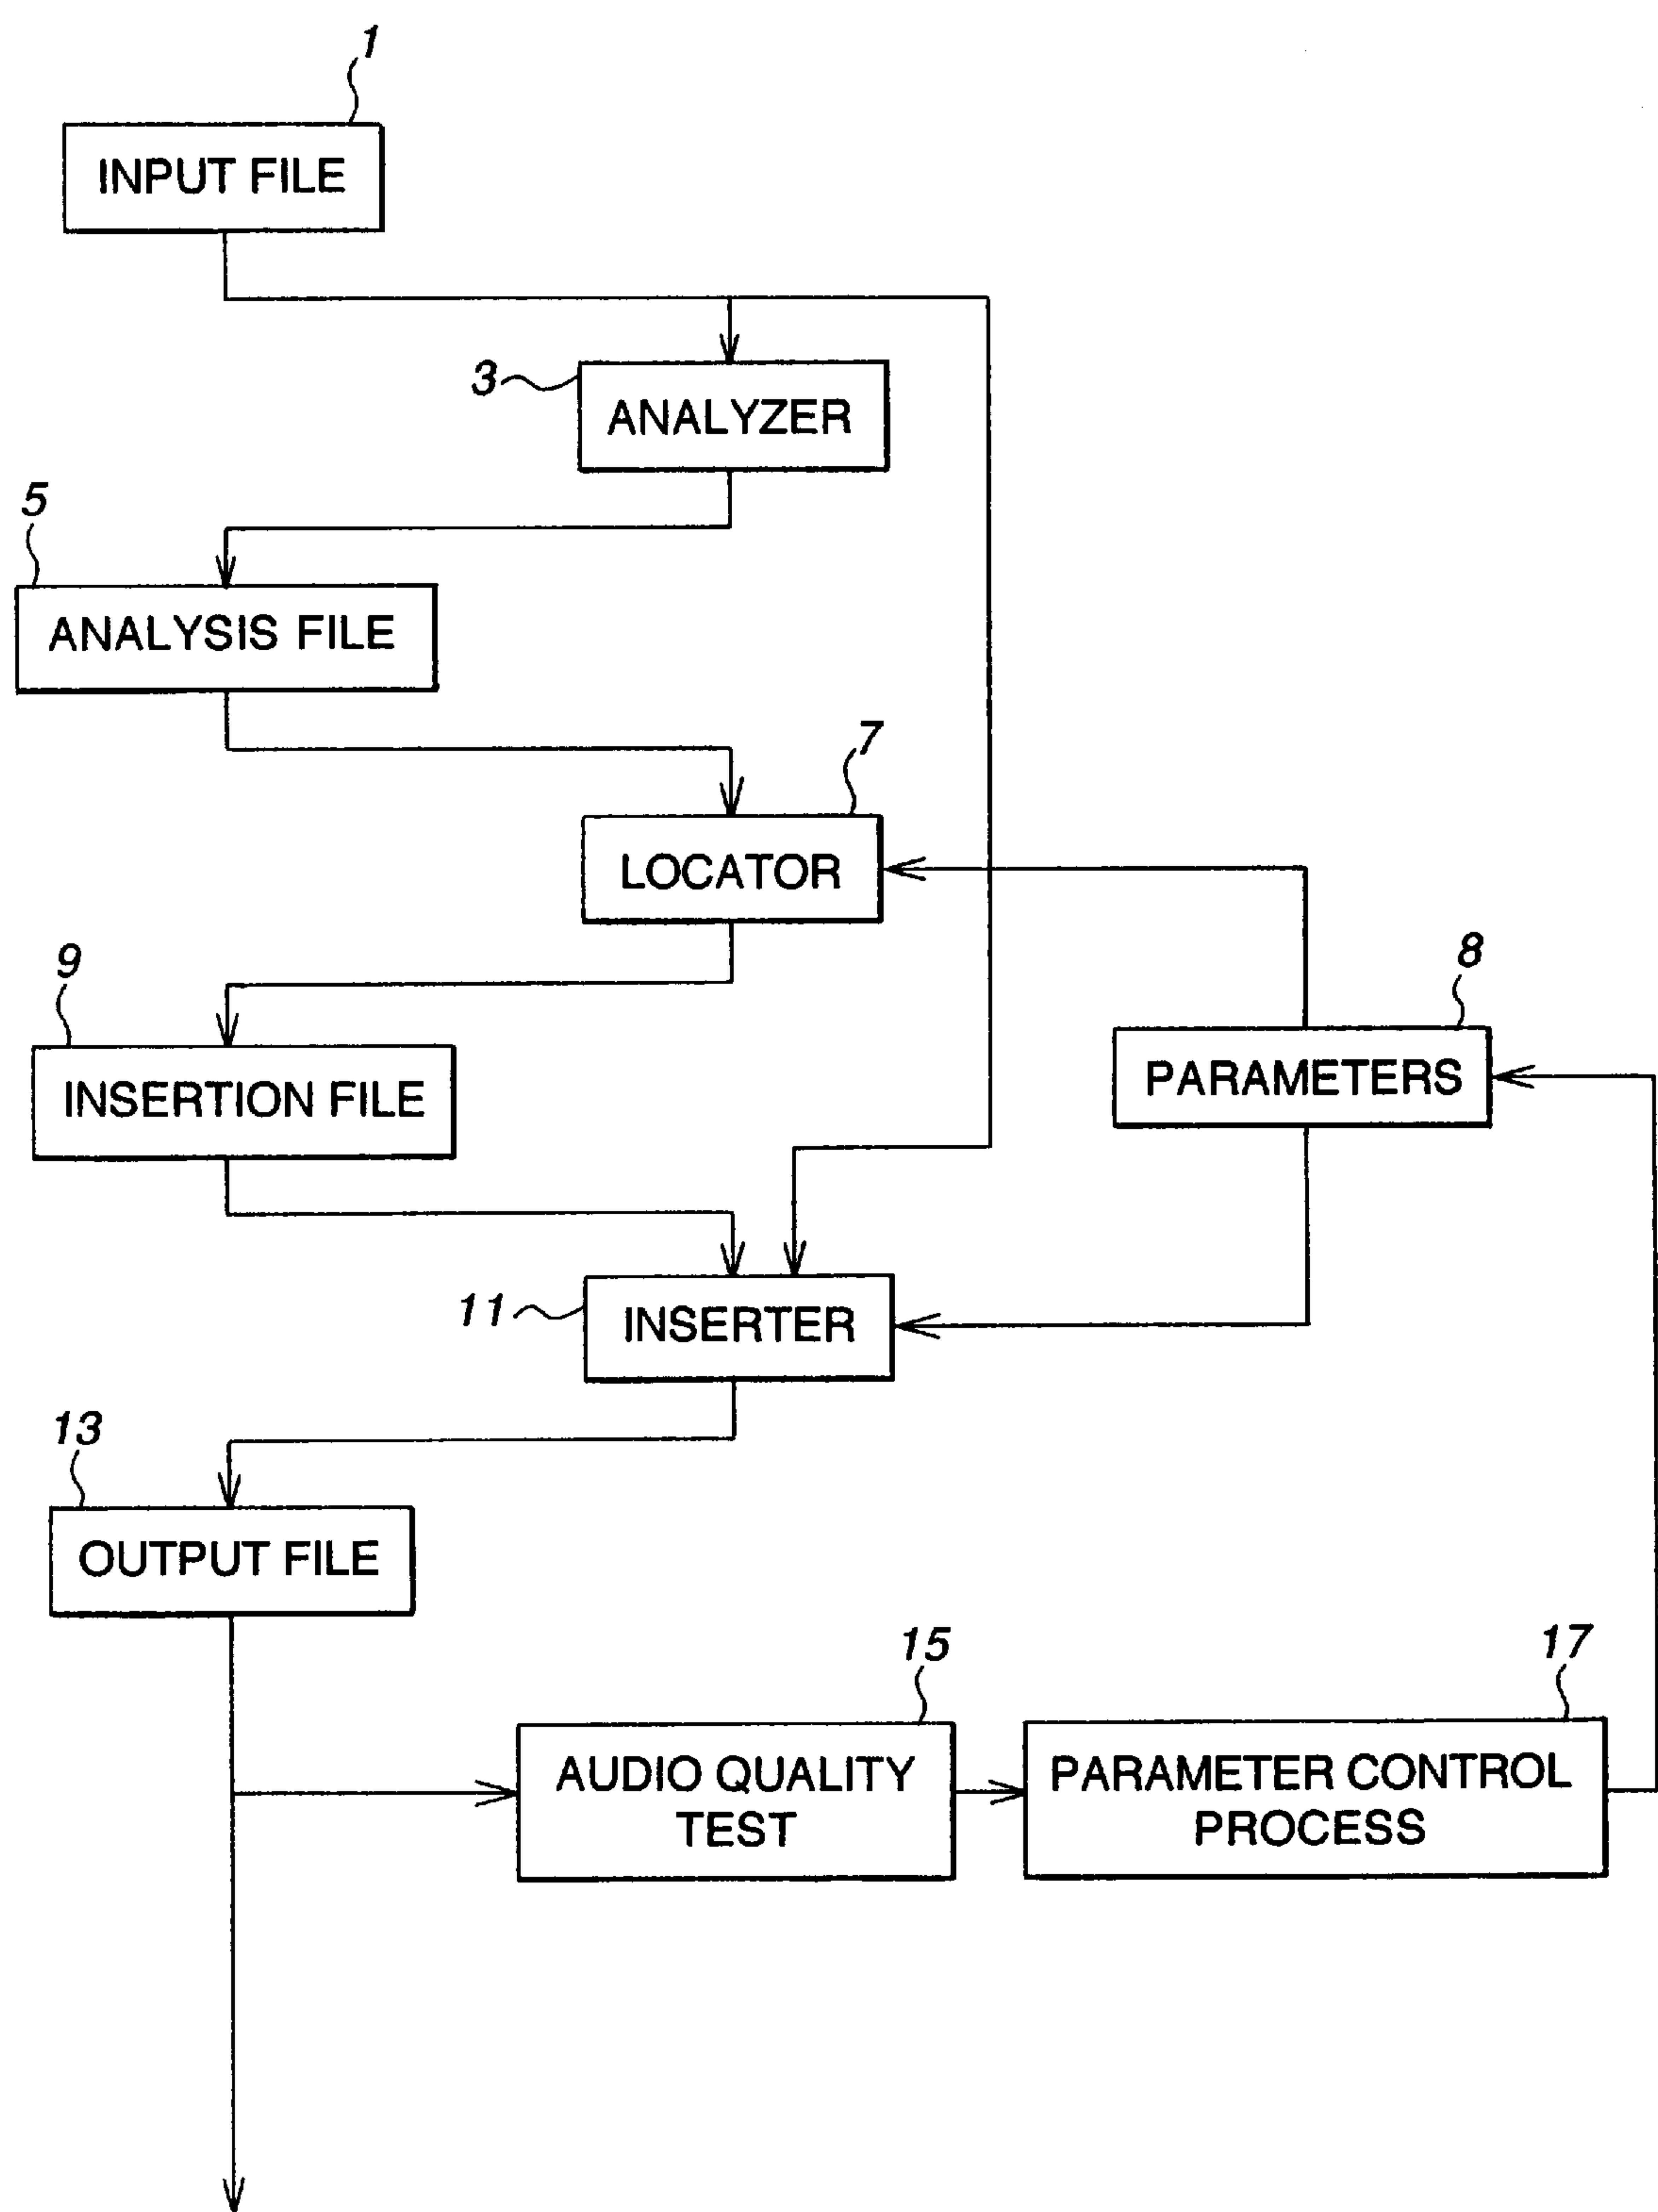 1
INPUT FILE
3
ANALYZER
5
ANALYSIS FILE
7
LOCATOR
8
PARAMETERS
9
INSERTION FILE
11
INSERTER
13
OUTPUT FILE
15
AUDIO QUALITY
TEST
17
PARAMETER CONTROL
PROCESS